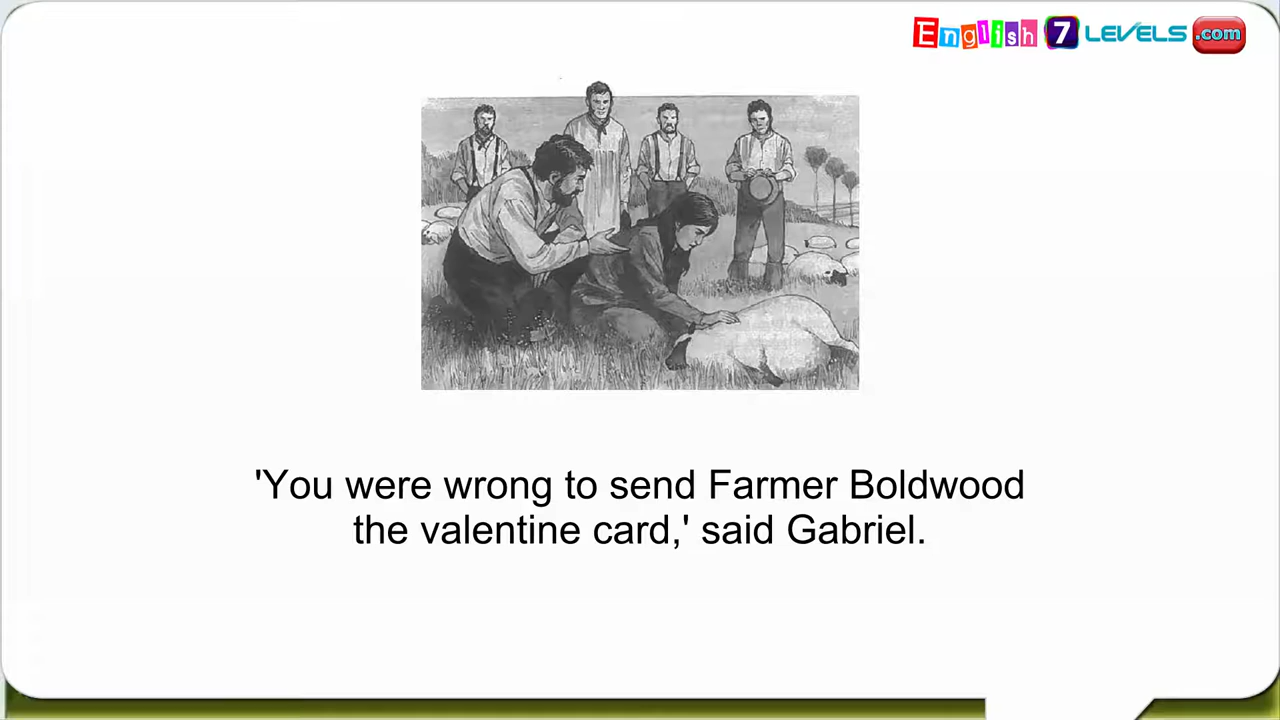 English 7 LEVELS .com
'You were wrong to send Farmer Boldwood
the valentine card,' said Gabriel.